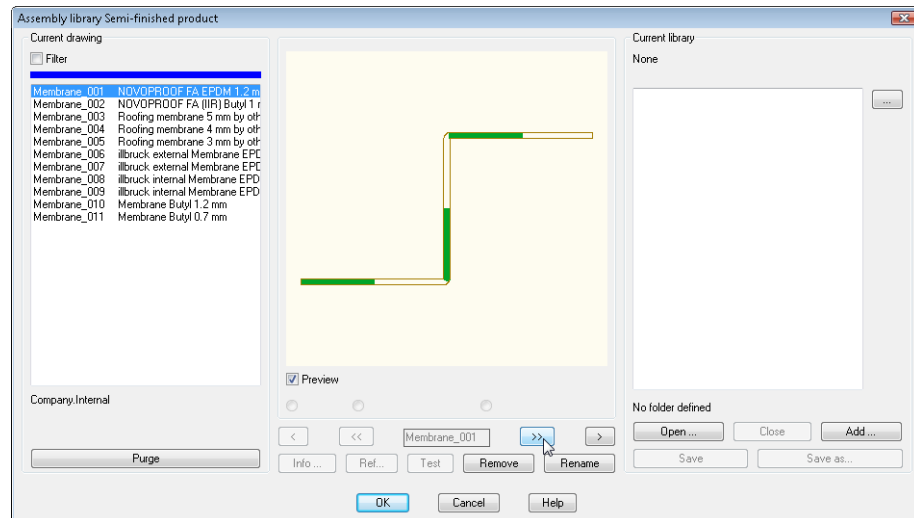 Assembly library Semi-finished product
Current drawing
Filter
Membrane_001 NOVOPROOF FA EPDM 1.2 m
Membrane_002 NOVOPROOF FA (IIR) Butyl 1 r
Membrane_003 Roofing membrane 5 mm by oth
Membrane_004 Roofing membrane 4 mm by oth
Membrane_005 Roofing membrane 3 mm by oth
Membrane_006 illbruck external Membrane EPD
Membrane_007 illbruck external Membrane EPD
Membrane_008 illbruck internal Membrane EPD
Membrane_009 illbruck internal Membrane EPD
Membrane_010 Membrane Butyl 1.2 mm
Membrane_011 Membrane Butyl 0.7 mm
Company.Internal
Purge
Preview
< << Membrane_001 >> >
Info ... Ref... Test Remove Rename
Current library
None
...
No folder defined
Open ... Close Add ...
Save Save as...
OK Cancel Help